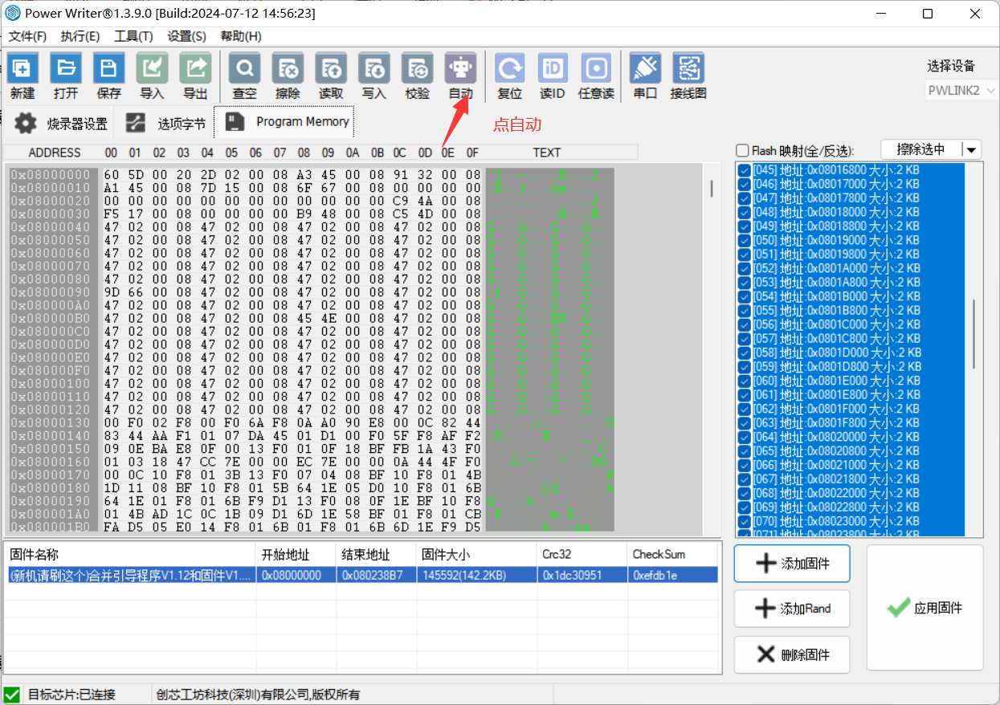 Power Writer®1.3.9.0 [Build:2024-07-12 14:56:23]
文件(F) 执行(E) 工具(T) 设置(S) 帮助(H)
新建 打开 保存 导入 导出 查空 擦除 读取 写入 校验 自动 复位 读ID 任意读 串口 接线图
选择设备
PWLINK2
烧录器设置 选项字节 Program Memory
点自动
ADDRESS 00 01 02 03 04 05 06 07 08 09 0A 0B 0C 0D 0E 0F TEXT
0x08000000 60 5D 00 20 2D 02 00 08 A3 45 00 08 91 32 00 08
0x08000010 A1 45 00 08 7D 15 00 08 6F 67 00 08 00 00 00 00
0x08000020 00 00 00 00 00 00 00 00 00 00 00 00 C9 4A 00 08
0x08000030 F5 17 00 08 00 00 00 00 B9 48 00 08 C5 4D 00 08
0x08000040 47 02 00 08 47 02 00 08 47 02 00 08 47 02 00 08
0x08000050 47 02 00 08 47 02 00 08 47 02 00 08 47 02 00 08
0x08000060 47 02 00 08 47 02 00 08 47 02 00 08 47 02 00 08
0x08000070 47 02 00 08 47 02 00 08 47 02 00 08 47 02 00 08
0x08000080 47 02 00 08 47 02 00 08 47 02 00 08 47 02 00 08
0x08000090 9D 66 00 08 47 02 00 08 47 02 00 08 47 02 00 08
0x080000A0 47 02 00 08 47 02 00 08 47 02 00 08 47 02 00 08
0x080000B0 47 02 00 08 47 02 00 08 45 4E 00 08 47 02 00 08
0x080000C0 47 02 00 08 47 02 00 08 47 02 00 08 47 02 00 08
0x080000D0 47 02 00 08 47 02 00 08 47 02 00 08 47 02 00 08
0x080000E0 47 02 00 08 47 02 00 08 47 02 00 08 47 02 00 08
0x080000F0 47 02 00 08 47 02 00 08 47 02 00 08 47 02 00 08
0x08000100 47 02 00 08 47 02 00 08 47 02 00 08 47 02 00 08
0x08000110 47 02 00 08 47 02 00 08 47 02 00 08 47 02 00 08
0x08000120 47 02 00 08 47 02 00 08 47 02 00 08 47 02 00 08
0x08000130 00 F0 02 F8 00 F0 6A F8 0A A0 90 E8 00 0C 82 44
0x08000140 83 44 AA F1 01 07 DA 45 01 D1 00 F0 5F F8 AF F2
0x08000150 09 0E BA E8 0F 00 13 F0 01 0F 18 BF FB 1A 43 F0
0x08000160 01 03 18 47 CC 7E 00 00 EC 7E 00 00 0A 44 4F F0
0x08000170 00 0C 10 F8 01 3B 13 F0 07 04 08 BF 10 F8 01 4B
0x08000180 1D 11 08 BF 10 F8 01 5B 64 1E 05 D0 10 F8 01 6B
0x08000190 64 1E 01 F8 01 6B F9 D1 13 F0 08 0F 1E BF 10 F8
0x080001A0 01 4B AD 1C 0C 1B 09 D1 6D 1E 58 BF 01 F8 01 CB
0x080001B0 FA D5 05 E0 14 F8 01 6B 01 F8 01 6B 6D 1E F9 D5
Flash 映射(全/反选): 擦除选中
[045] 地址:0x08016800 大小:2 KB
[046] 地址:0x08017000 大小:2 KB
[047] 地址:0x08017800 大小:2 KB
[048] 地址:0x08018000 大小:2 KB
[049] 地址:0x08018800 大小:2 KB
[050] 地址:0x08019000 大小:2 KB
[051] 地址:0x08019800 大小:2 KB
[052] 地址:0x0801A000 大小:2 KB
[053] 地址:0x0801A800 大小:2 KB
[054] 地址:0x0801B000 大小:2 KB
[055] 地址:0x0801B800 大小:2 KB
[056] 地址:0x0801C000 大小:2 KB
[057] 地址:0x0801C800 大小:2 KB
[058] 地址:0x0801D000 大小:2 KB
[059] 地址:0x0801D800 大小:2 KB
[060] 地址:0x0801E000 大小:2 KB
[061] 地址:0x0801E800 大小:2 KB
[062] 地址:0x0801F000 大小:2 KB
[063] 地址:0x0801F800 大小:2 KB
[064] 地址:0x08020000 大小:2 KB
[065] 地址:0x08020800 大小:2 KB
[066] 地址:0x08021000 大小:2 KB
[067] 地址:0x08021800 大小:2 KB
[068] 地址:0x08022000 大小:2 KB
[069] 地址:0x08022800 大小:2 KB
[070] 地址:0x08023000 大小:2 KB
[071] 地址:0x08023800 大小:2 KB
固件名称 开始地址 结束地址 固件大小 Crc32 CheckSum
(新机请刷这个)合并引导程序V1.12和固件V1.... 0x08000000 0x080238B7 145592(142.2KB) 0x1dc30951 0xefdb1e
添加固件
添加Rand
删除固件
应用固件
目标芯片:已连接 创芯工坊科技(深圳)有限公司,版权所有